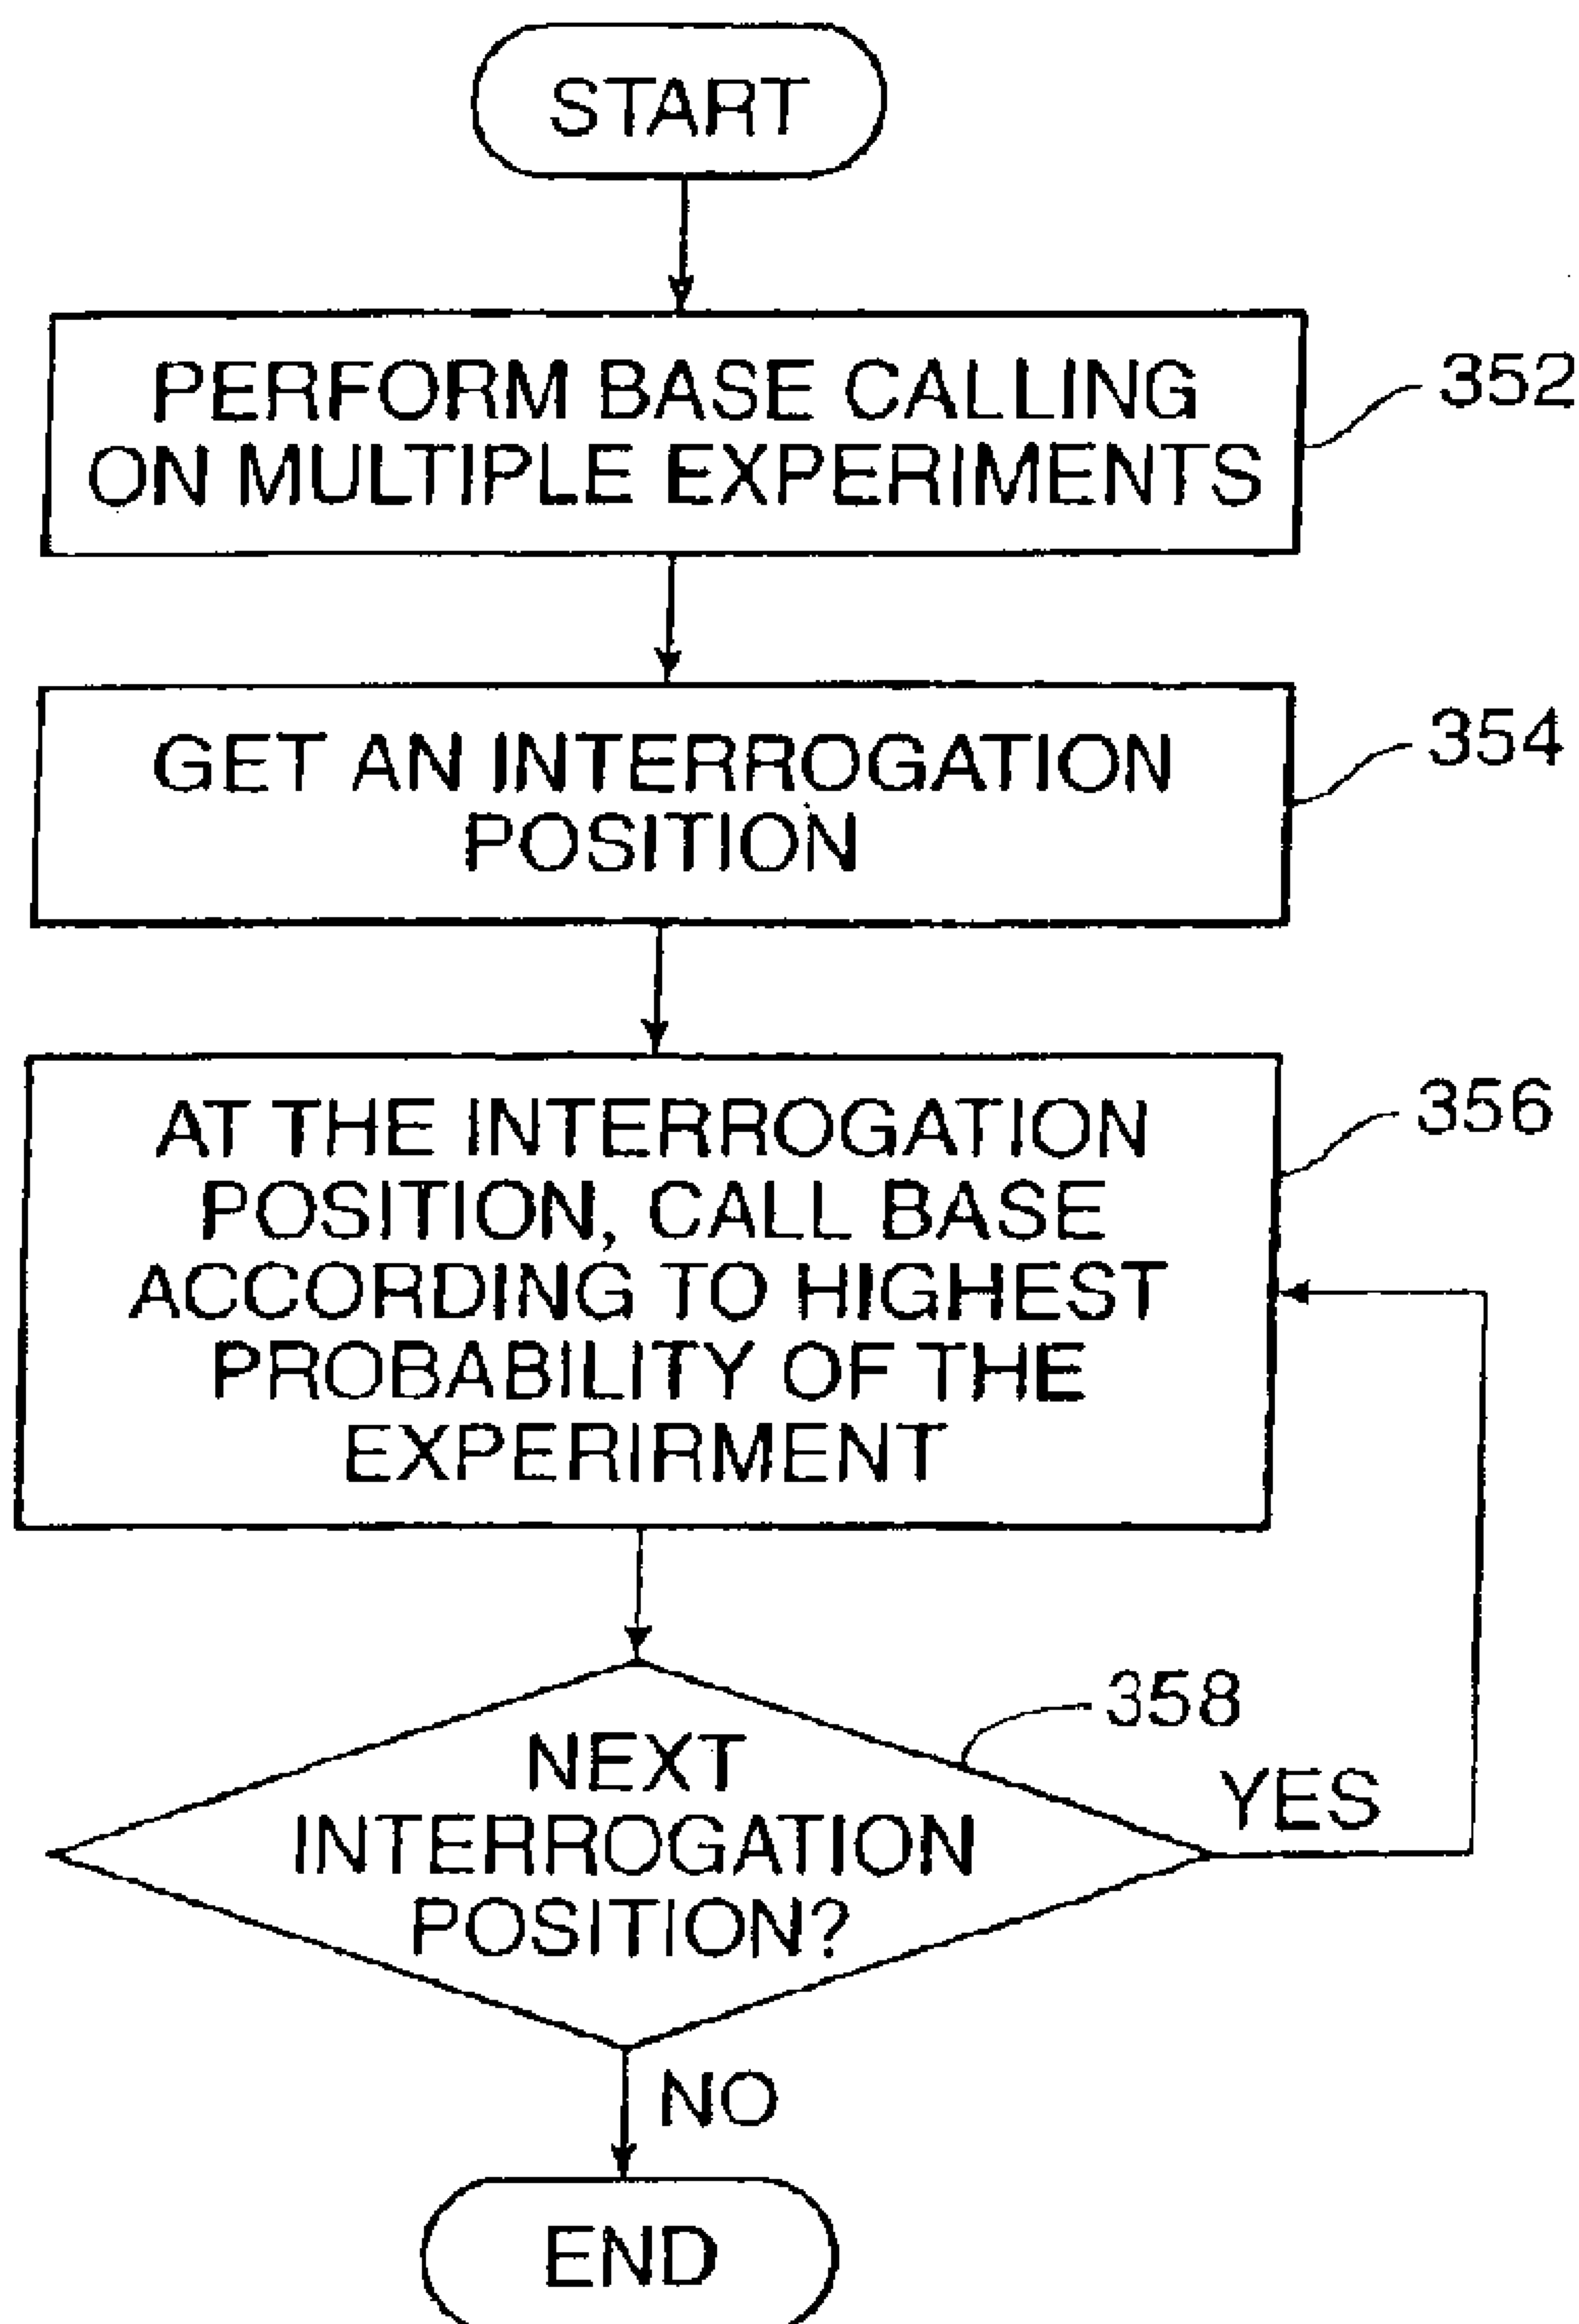 START
PERFORM BASE CALLING
ON MULTIPLE EXPERIMENTS
352
GET AN INTERROGATION
POSITION
354
AT THE INTERROGATION
POSITION, CALL BASE
ACCORDING TO HIGHEST
PROBABILITY OF THE
EXPERIRMENT
356
NEXT
INTERROGATION
POSITION?
358
YES
NO
END